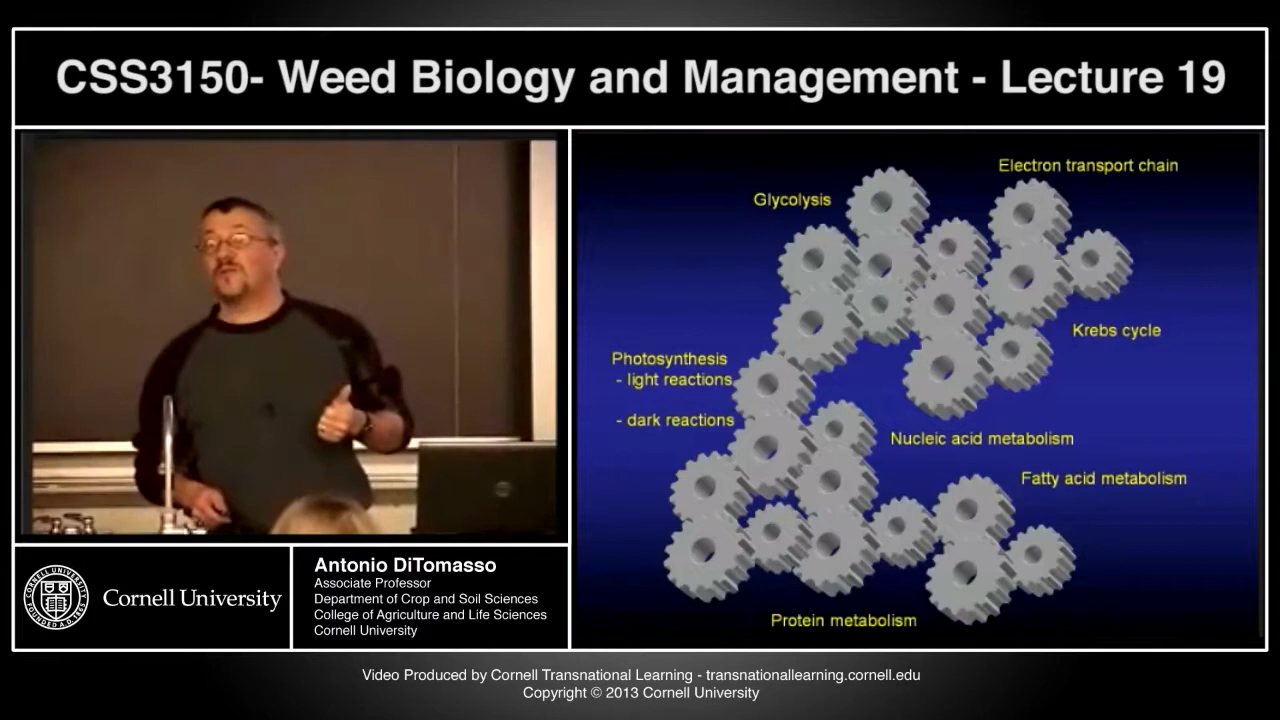 CSS3150- Weed Biology and Management - Lecture 19
Electron transport chain
Glycolysis
Krebs cycle
Photosynthesis
- light reactions
- dark reactions
Nucleic acid metabolism
Fatty acid metabolism
Protein metabolism
Cornell University
Antonio DiTomasso
Associate Professor
Department of Crop and Soil Sciences
College of Agriculture and Life Sciences
Cornell University
Video Produced by Cornell Transnational Learning - transnationallearning.cornell.edu
Copyright © 2013 Cornell University